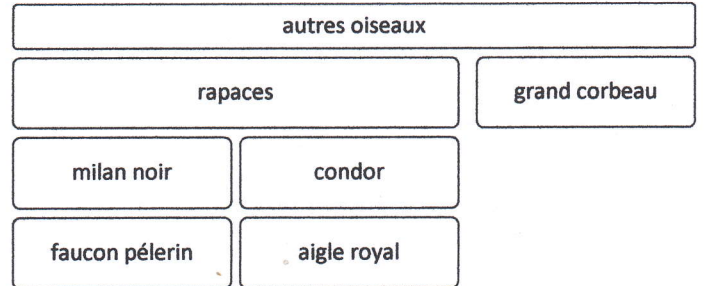 autres oiseaux
rapaces
grand corbeau
milan noir
condor
faucon pélerin
aigle royal